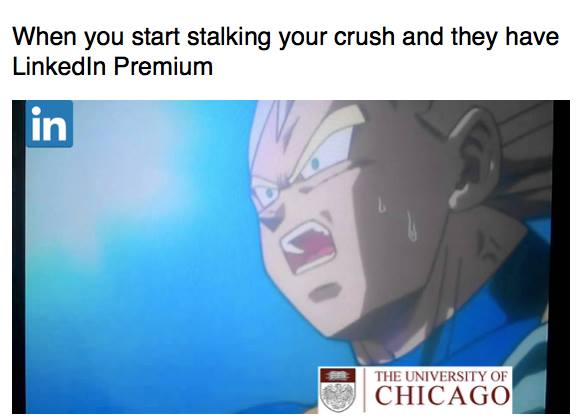 When you start stalking your crush and they have
LinkedIn Premium
in
THE UNIVERSITY OF
CHICAGO